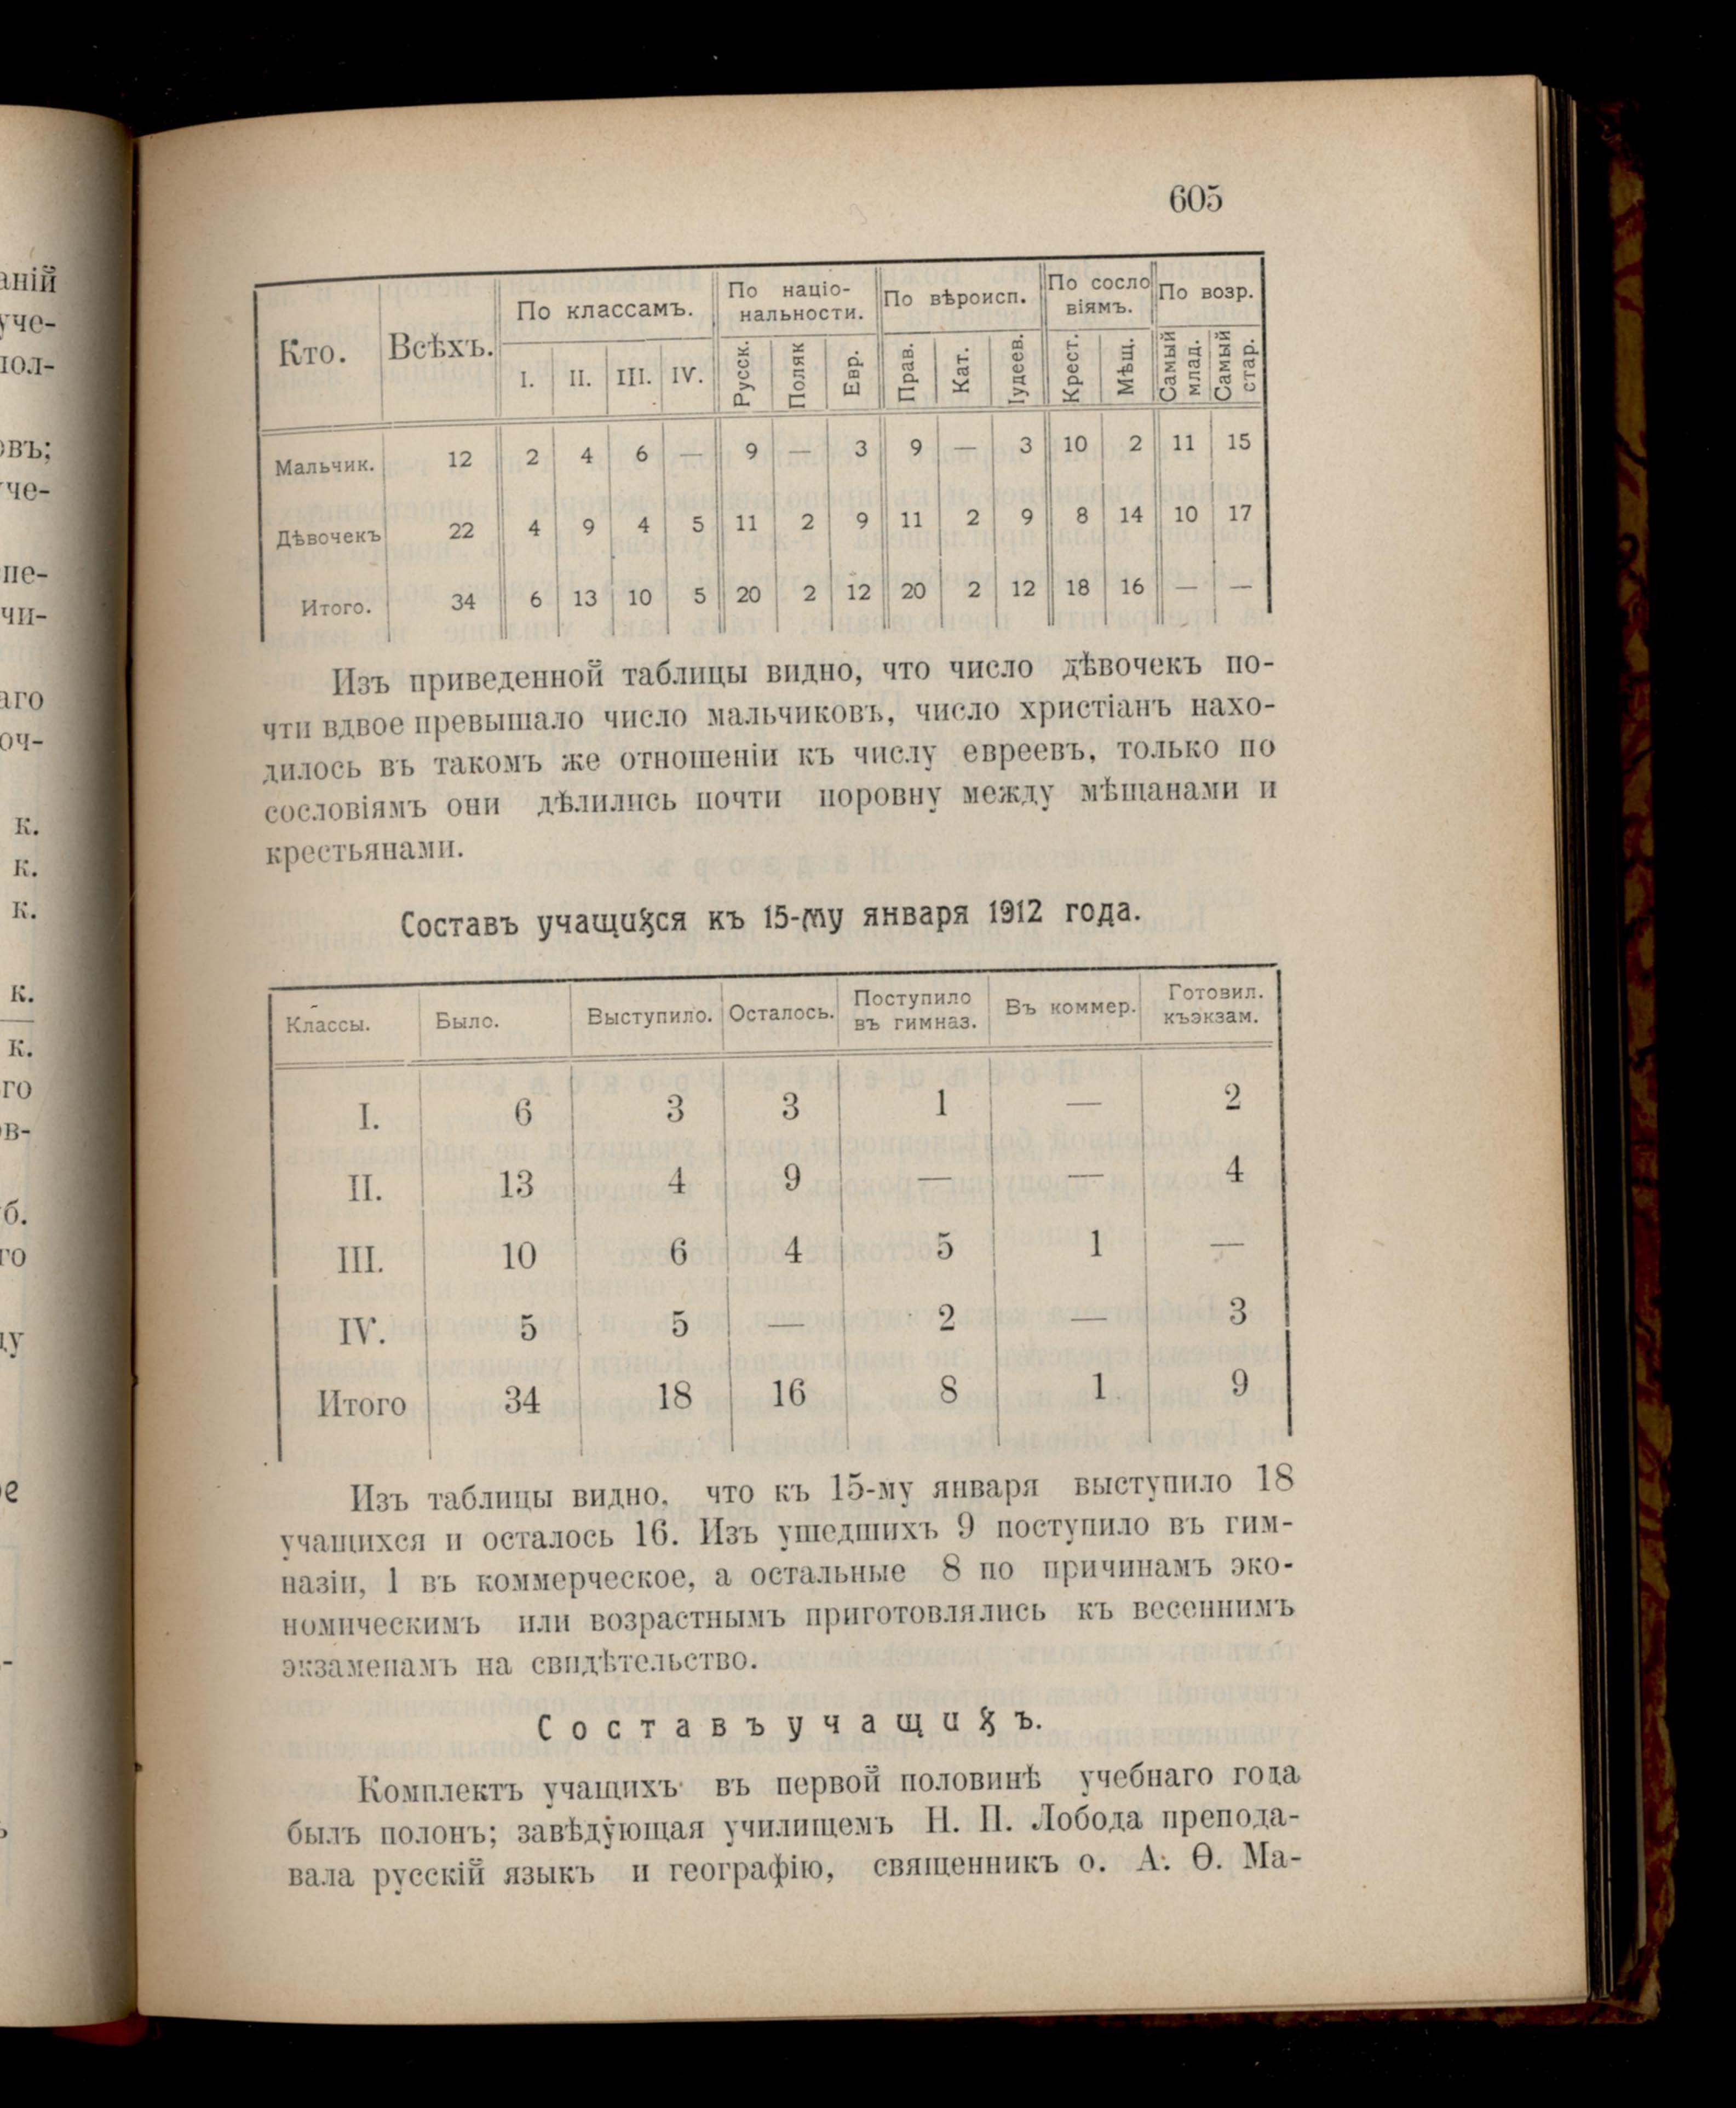 605
Кто. Всѣхъ. По классамъ. По націо- нальности. По вѣроисп. По сосло віямъ. По возр.
I. II. III. IV. Русск. Поляк Евр. Прав. Кат. Іудеев. Крест. Мѣщ. Самый млад. Самый стар.
Мальчик. 12 2 4 6 — 9 — 3 9 — 3 10 2 11 15
Дѣвочекъ 22 4 9 4 5 11 2 9 11 2 9 8 14 10 17
Итого. 34 6 13 10 5 20 2 12 20 2 12 18 16 — —
Изъ приведенной таблицы видно, что число дѣвочекъ по-
чти вдвое превышало число мальчиковъ, число христіанъ нахо-
дилось въ такомъ же отношеніи къ числу евреевъ, только по
сословіямъ они дѣлились почти поровну между мѣщанами и
крестьянами.
Составъ учащихся къ 15-му января 1912 года.
Классы. Было. Выступило. Осталось. Поступило въ гимназ. Въ коммер. Готовил. къэкзам.
I. 6 3 3 1 — 2
II. 13 4 9 — — 4
III. 10 6 4 5 1 —
IV. 5 5 — 2 — 3
Итого 34 18 16 8 1 9
Изъ таблицы видно, что къ 15-му января выступило 18
учащихся и осталось 16. Изъ ушедшихъ 9 поступило въ гим-
назіи, 1 въ коммерческое, а остальные 8 по причинамъ эко-
номическимъ или возрастнымъ приготовлялись къ весеннимъ
экзаменамъ на свидѣтельство.
Составъ учащихъ.
Комплектъ учащихъ въ первой половинѣ учебнаго года
былъ полонъ; завѣдующая училищемъ Н. П. Лобода препода-
вала русскій языкъ и географію, священникъ о. А. Ѳ. Ма-